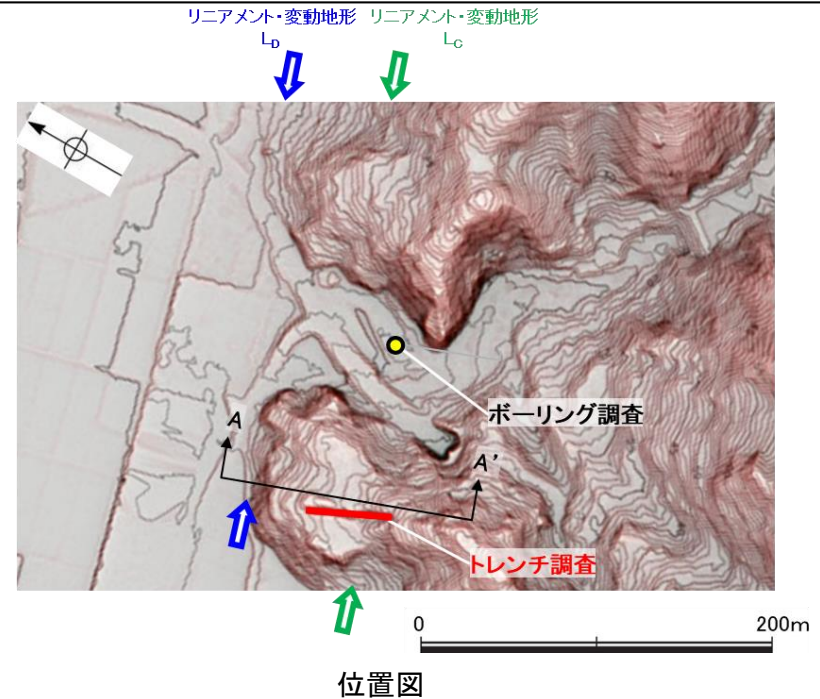 リニアメント・変動地形 リニアメント・変動地形
LD LC
ボーリング調査
A
A'
トレンチ調査
0 200m
位置図